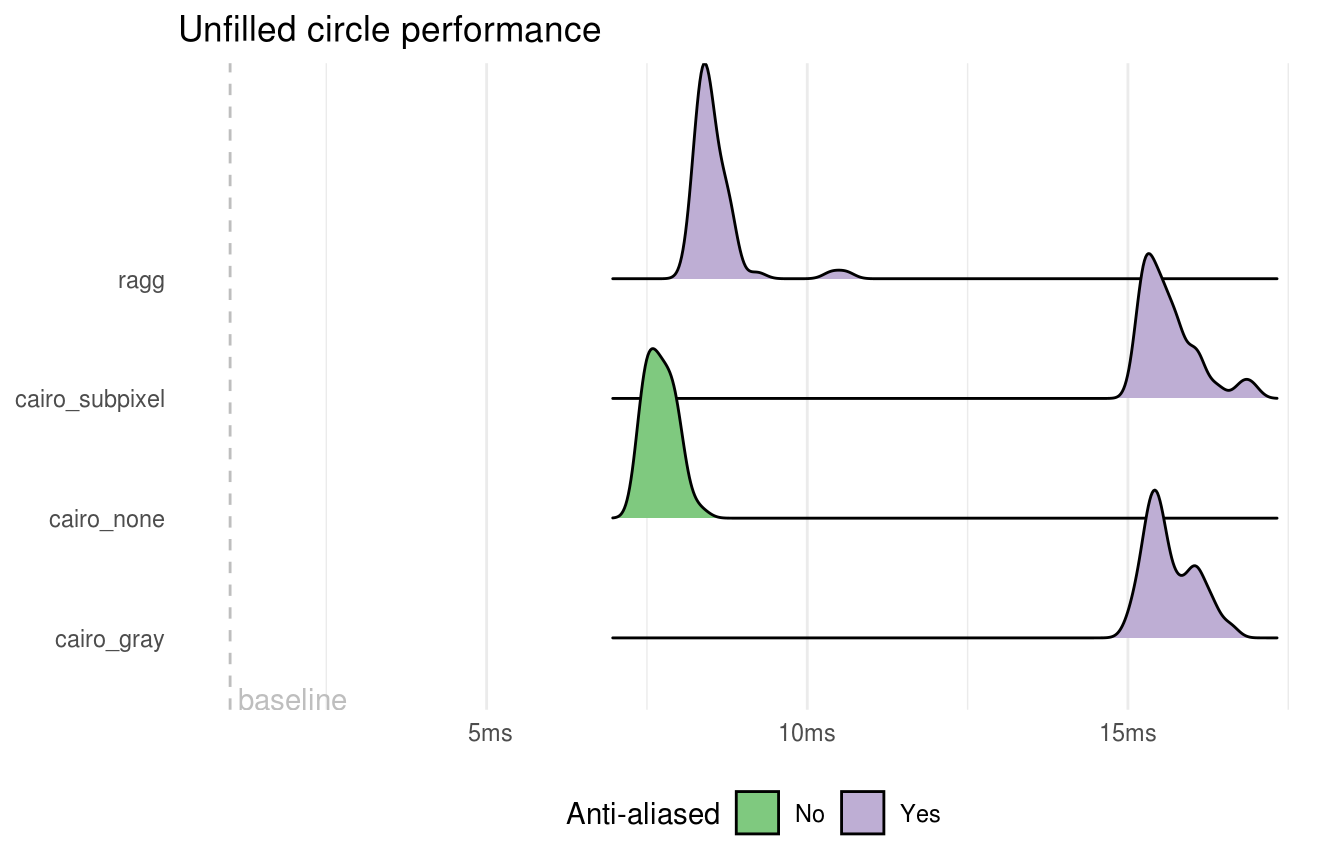 Unfilled circle performance
ragg
cairo_subpixel
cairo_none
cairo_gray
baseline
5ms 10ms 15ms
Anti-aliased No Yes